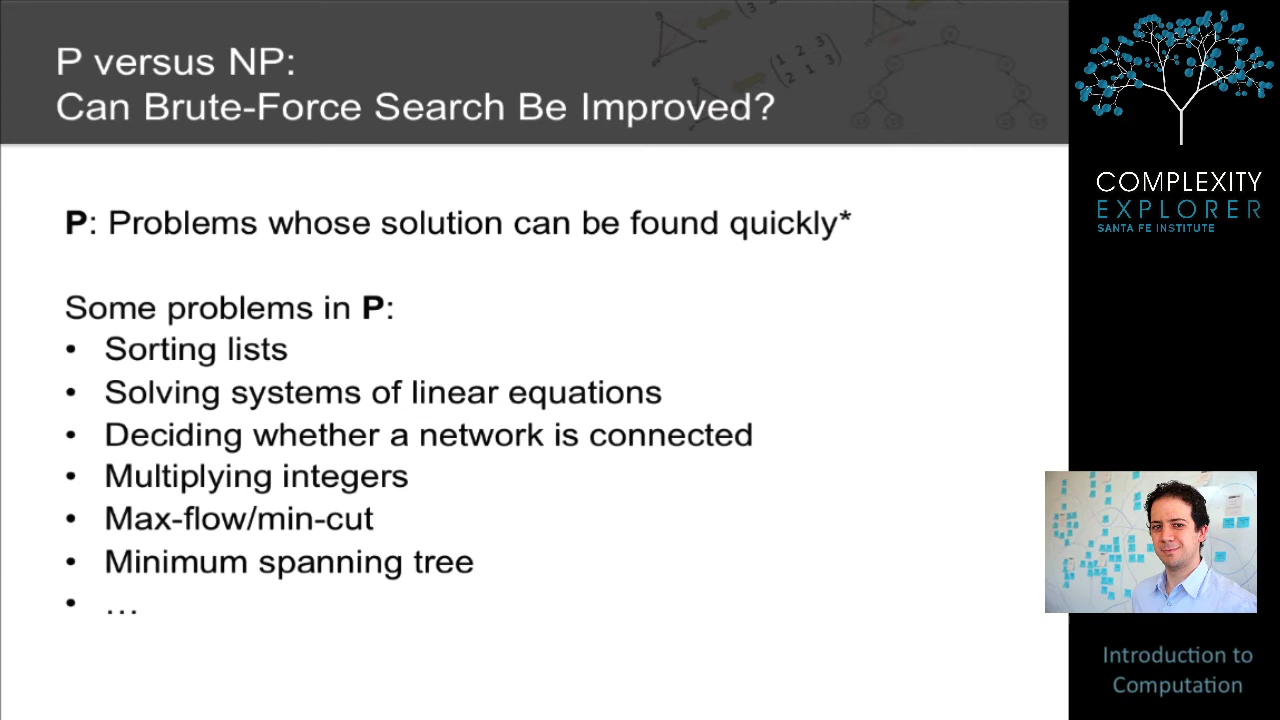 P versus NP:
Can Brute-Force Search Be Improved?
P: Problems whose solution can be found quickly*
Some problems in P:
• Sorting lists
• Solving systems of linear equations
• Deciding whether a network is connected
• Multiplying integers
• Max-flow/min-cut
• Minimum spanning tree
• …
COMPLEXITY
EXPLORER
SANTA FE INSTITUTE
Introduction to
Computation